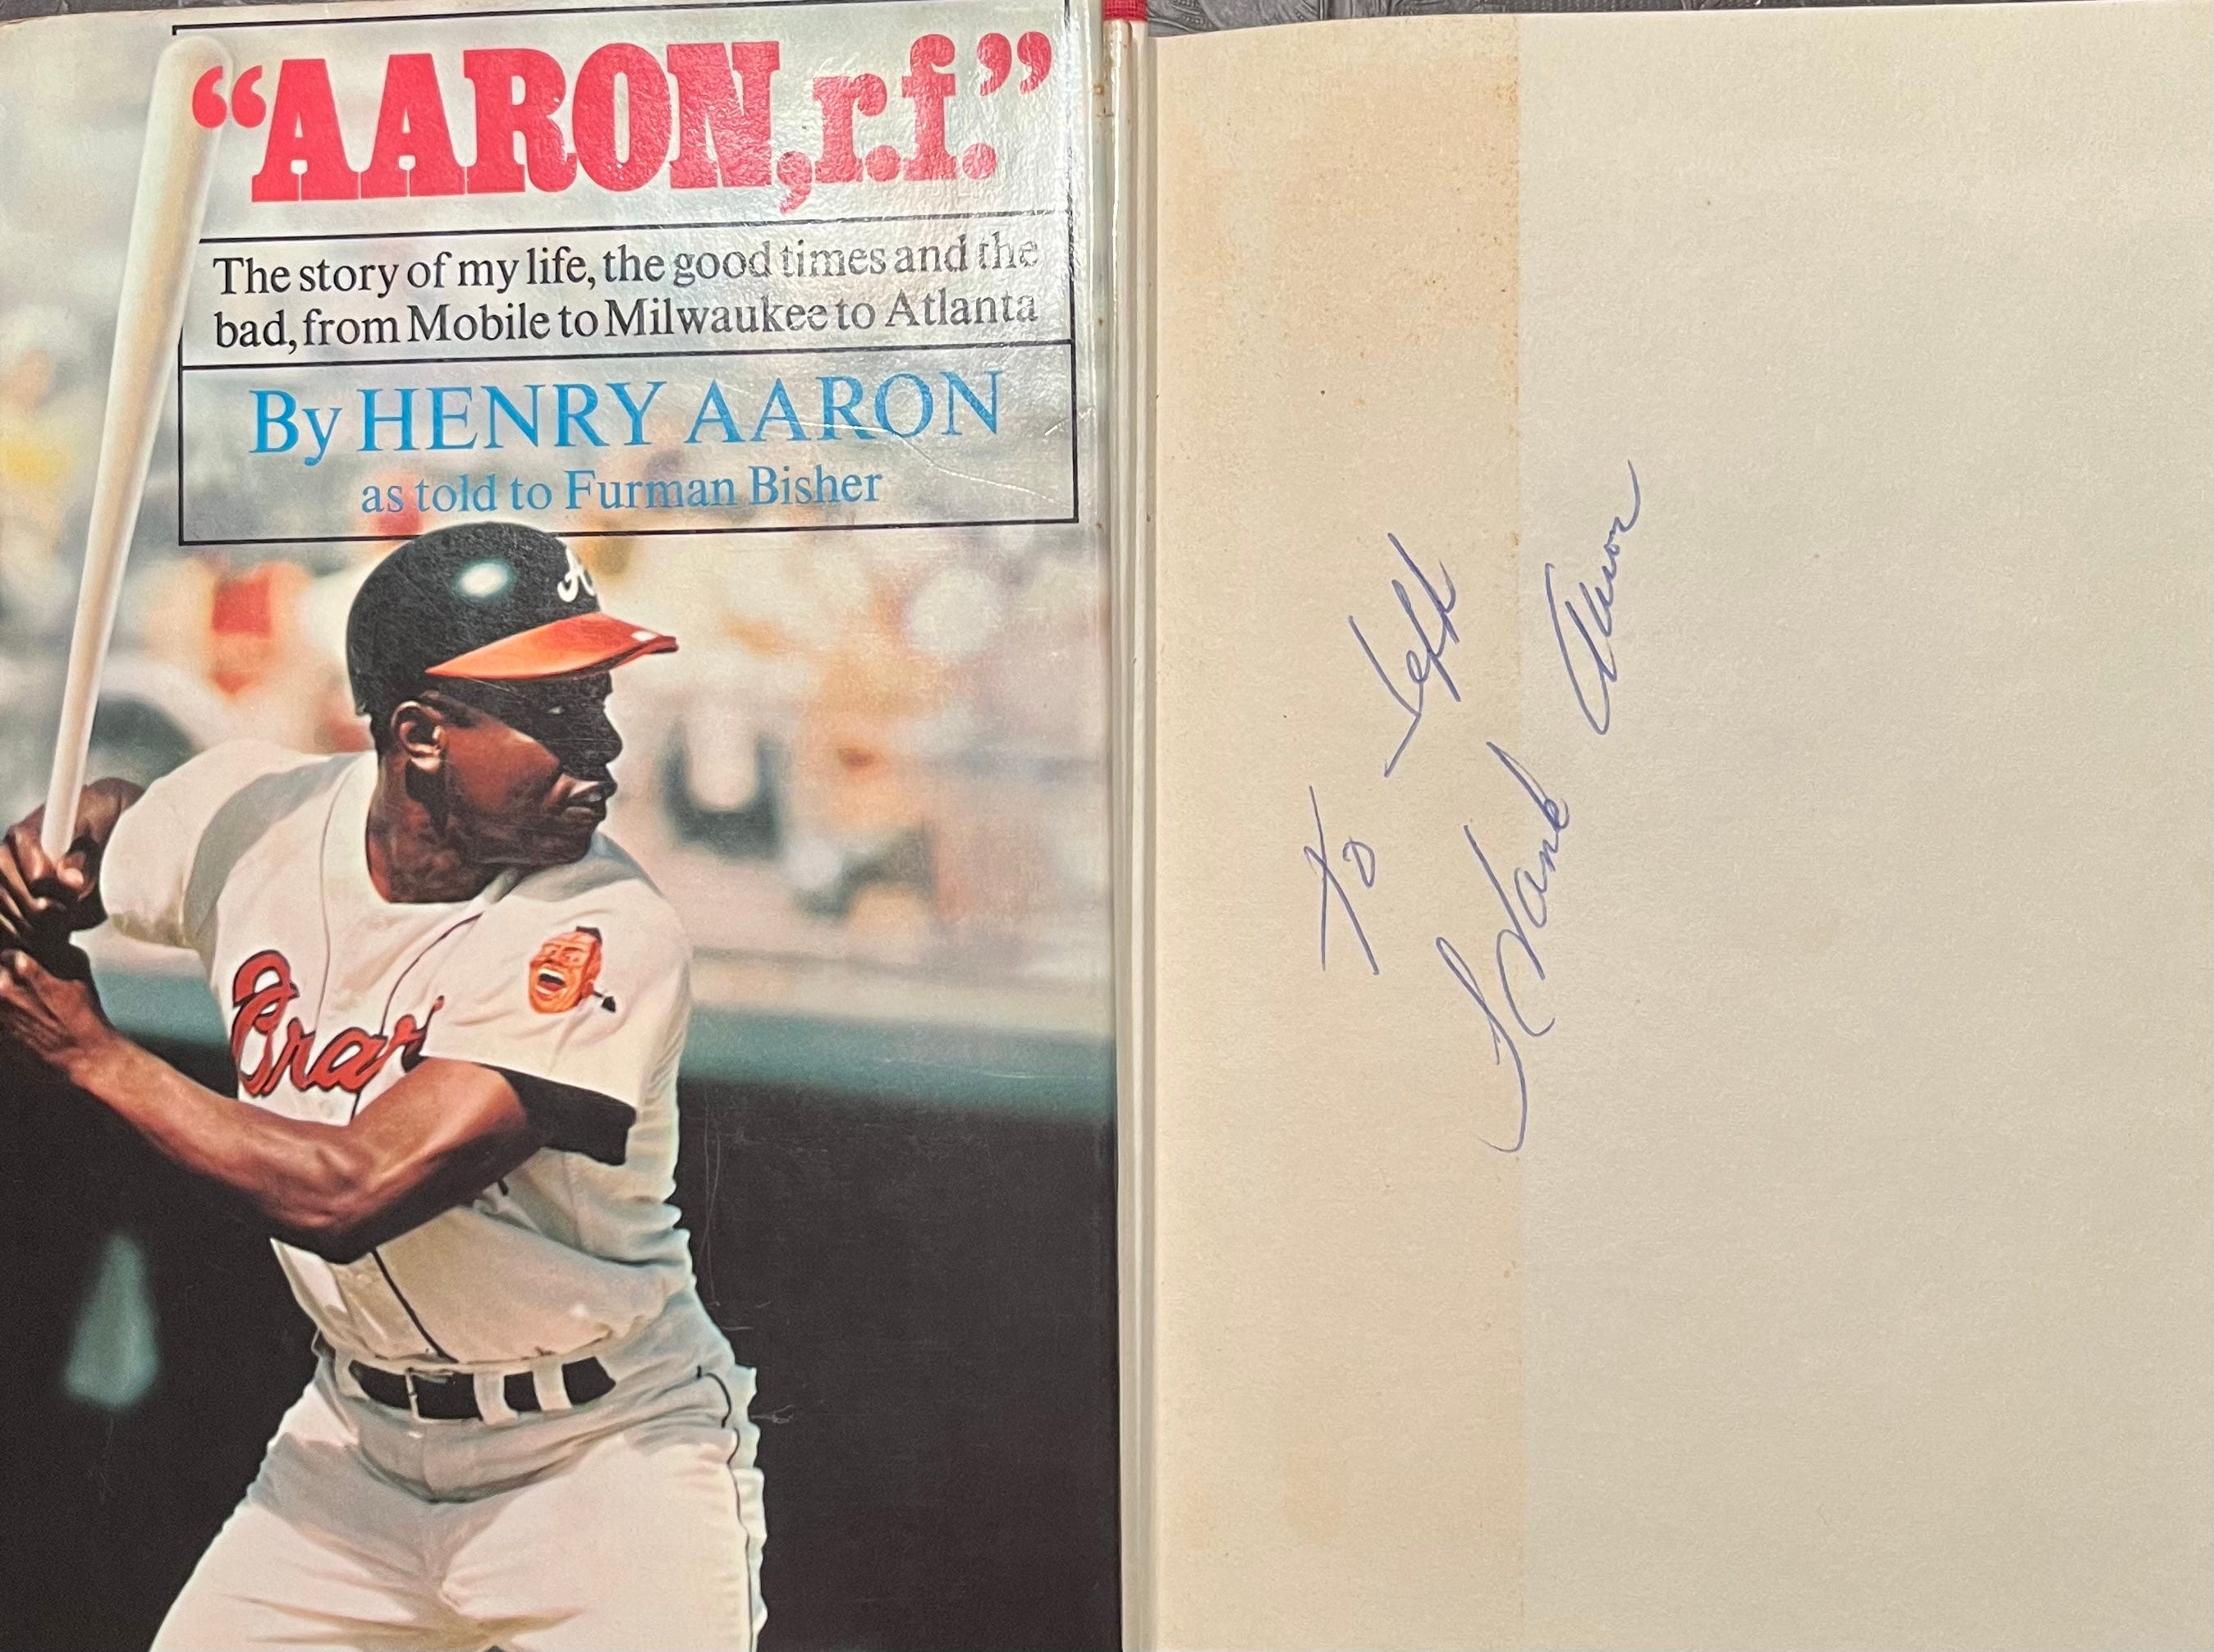 “AARON, r.f.”
The story of my life, the good times and the
bad, from Mobile to Milwaukee to Atlanta
By HENRY AARON
as told to Furman Bisher
A
Brav
To Jeff
Hank Aaron